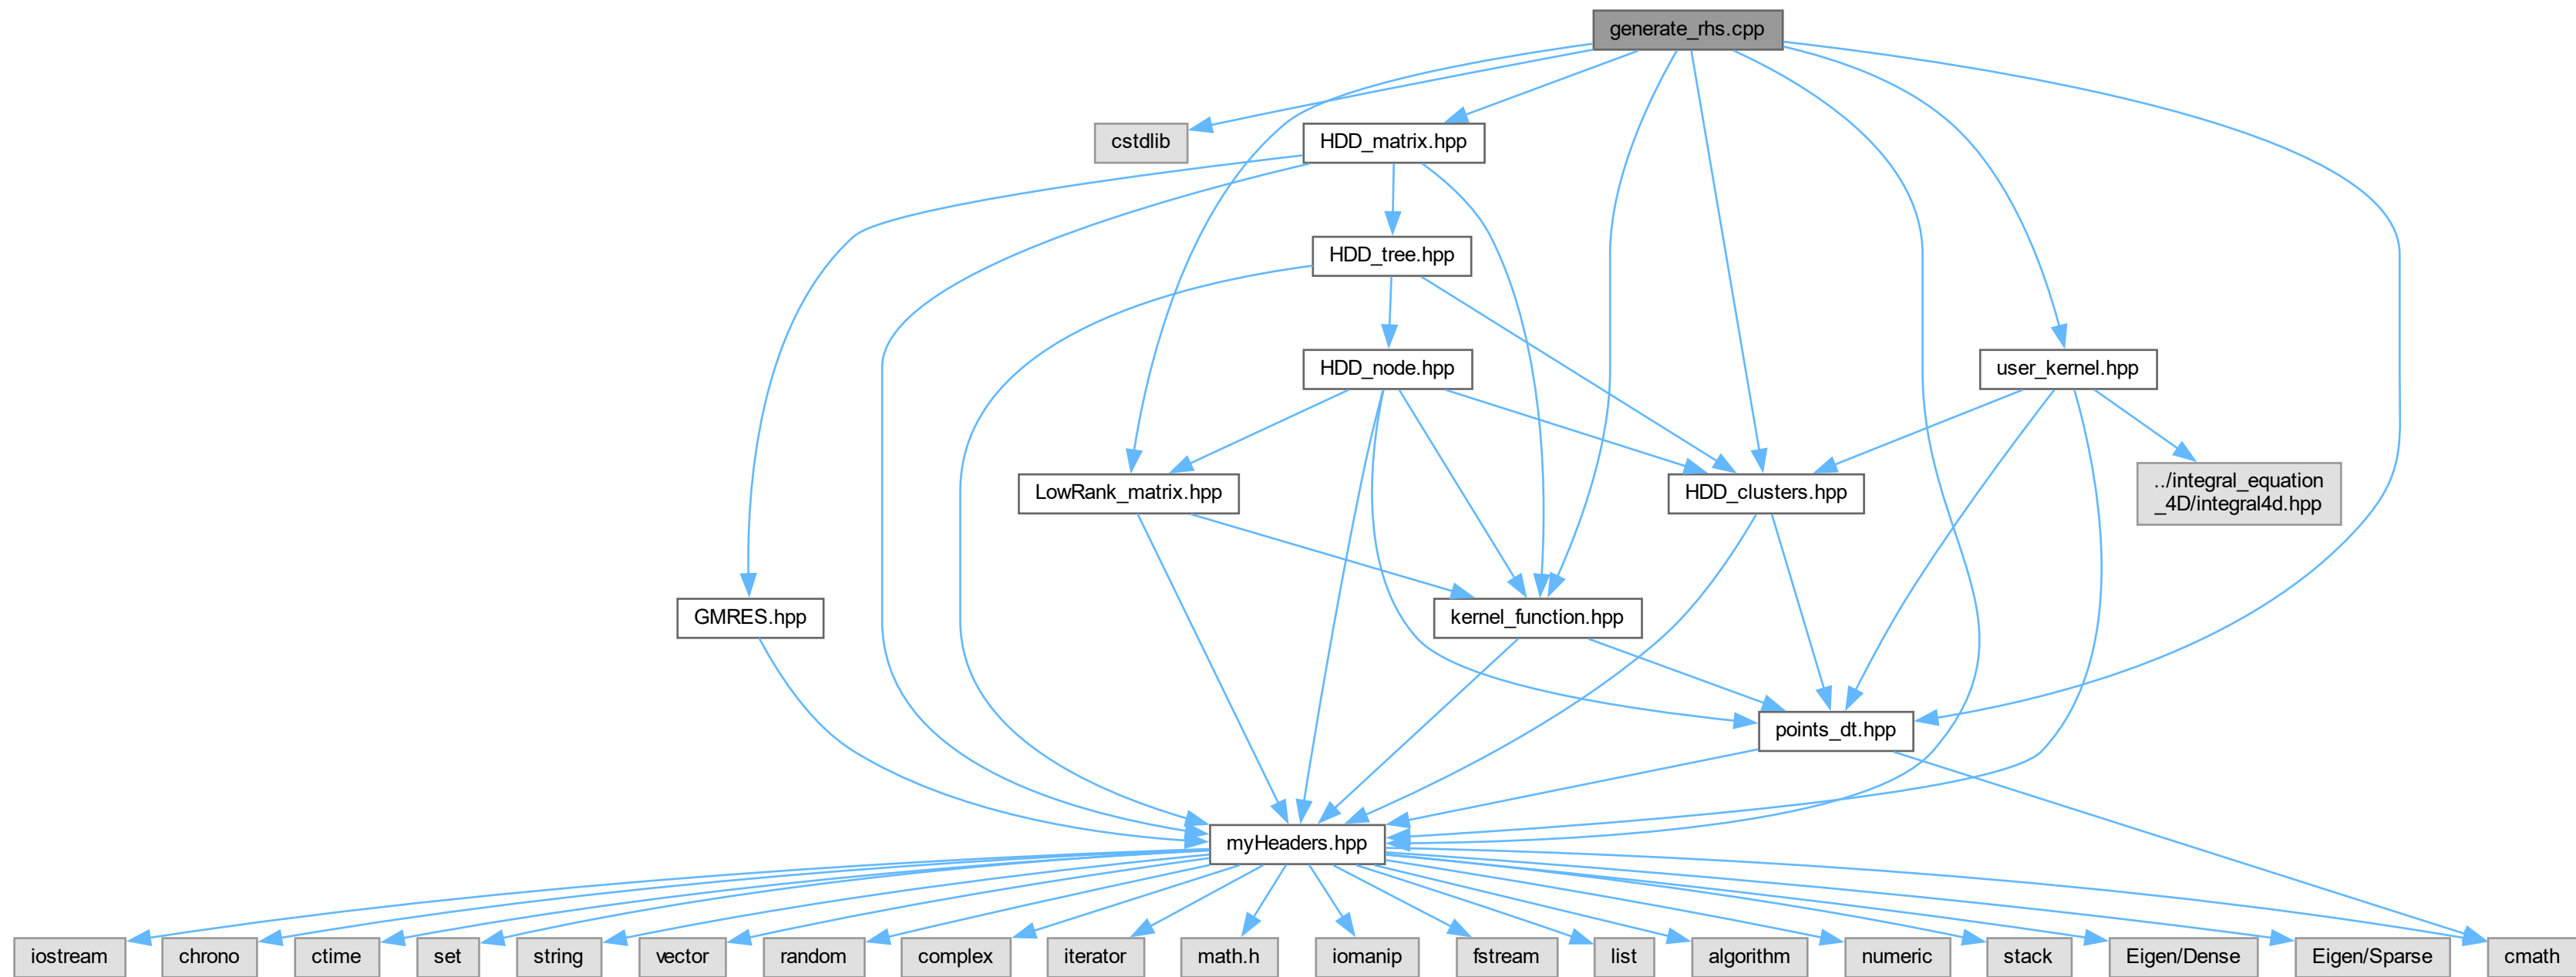 generate_rhs.cpp
cstdlib
HDD_matrix.hpp
HDD_tree.hpp
HDD_node.hpp
user_kernel.hpp
LowRank_matrix.hpp
HDD_clusters.hpp
../integral_equation
_4D/integral4d.hpp
GMRES.hpp
kernel_function.hpp
points_dt.hpp
myHeaders.hpp
iostream
chrono
ctime
set
string
vector
random
complex
iterator
math.h
iomanip
fstream
list
algorithm
numeric
stack
Eigen/Dense
Eigen/Sparse
cmath